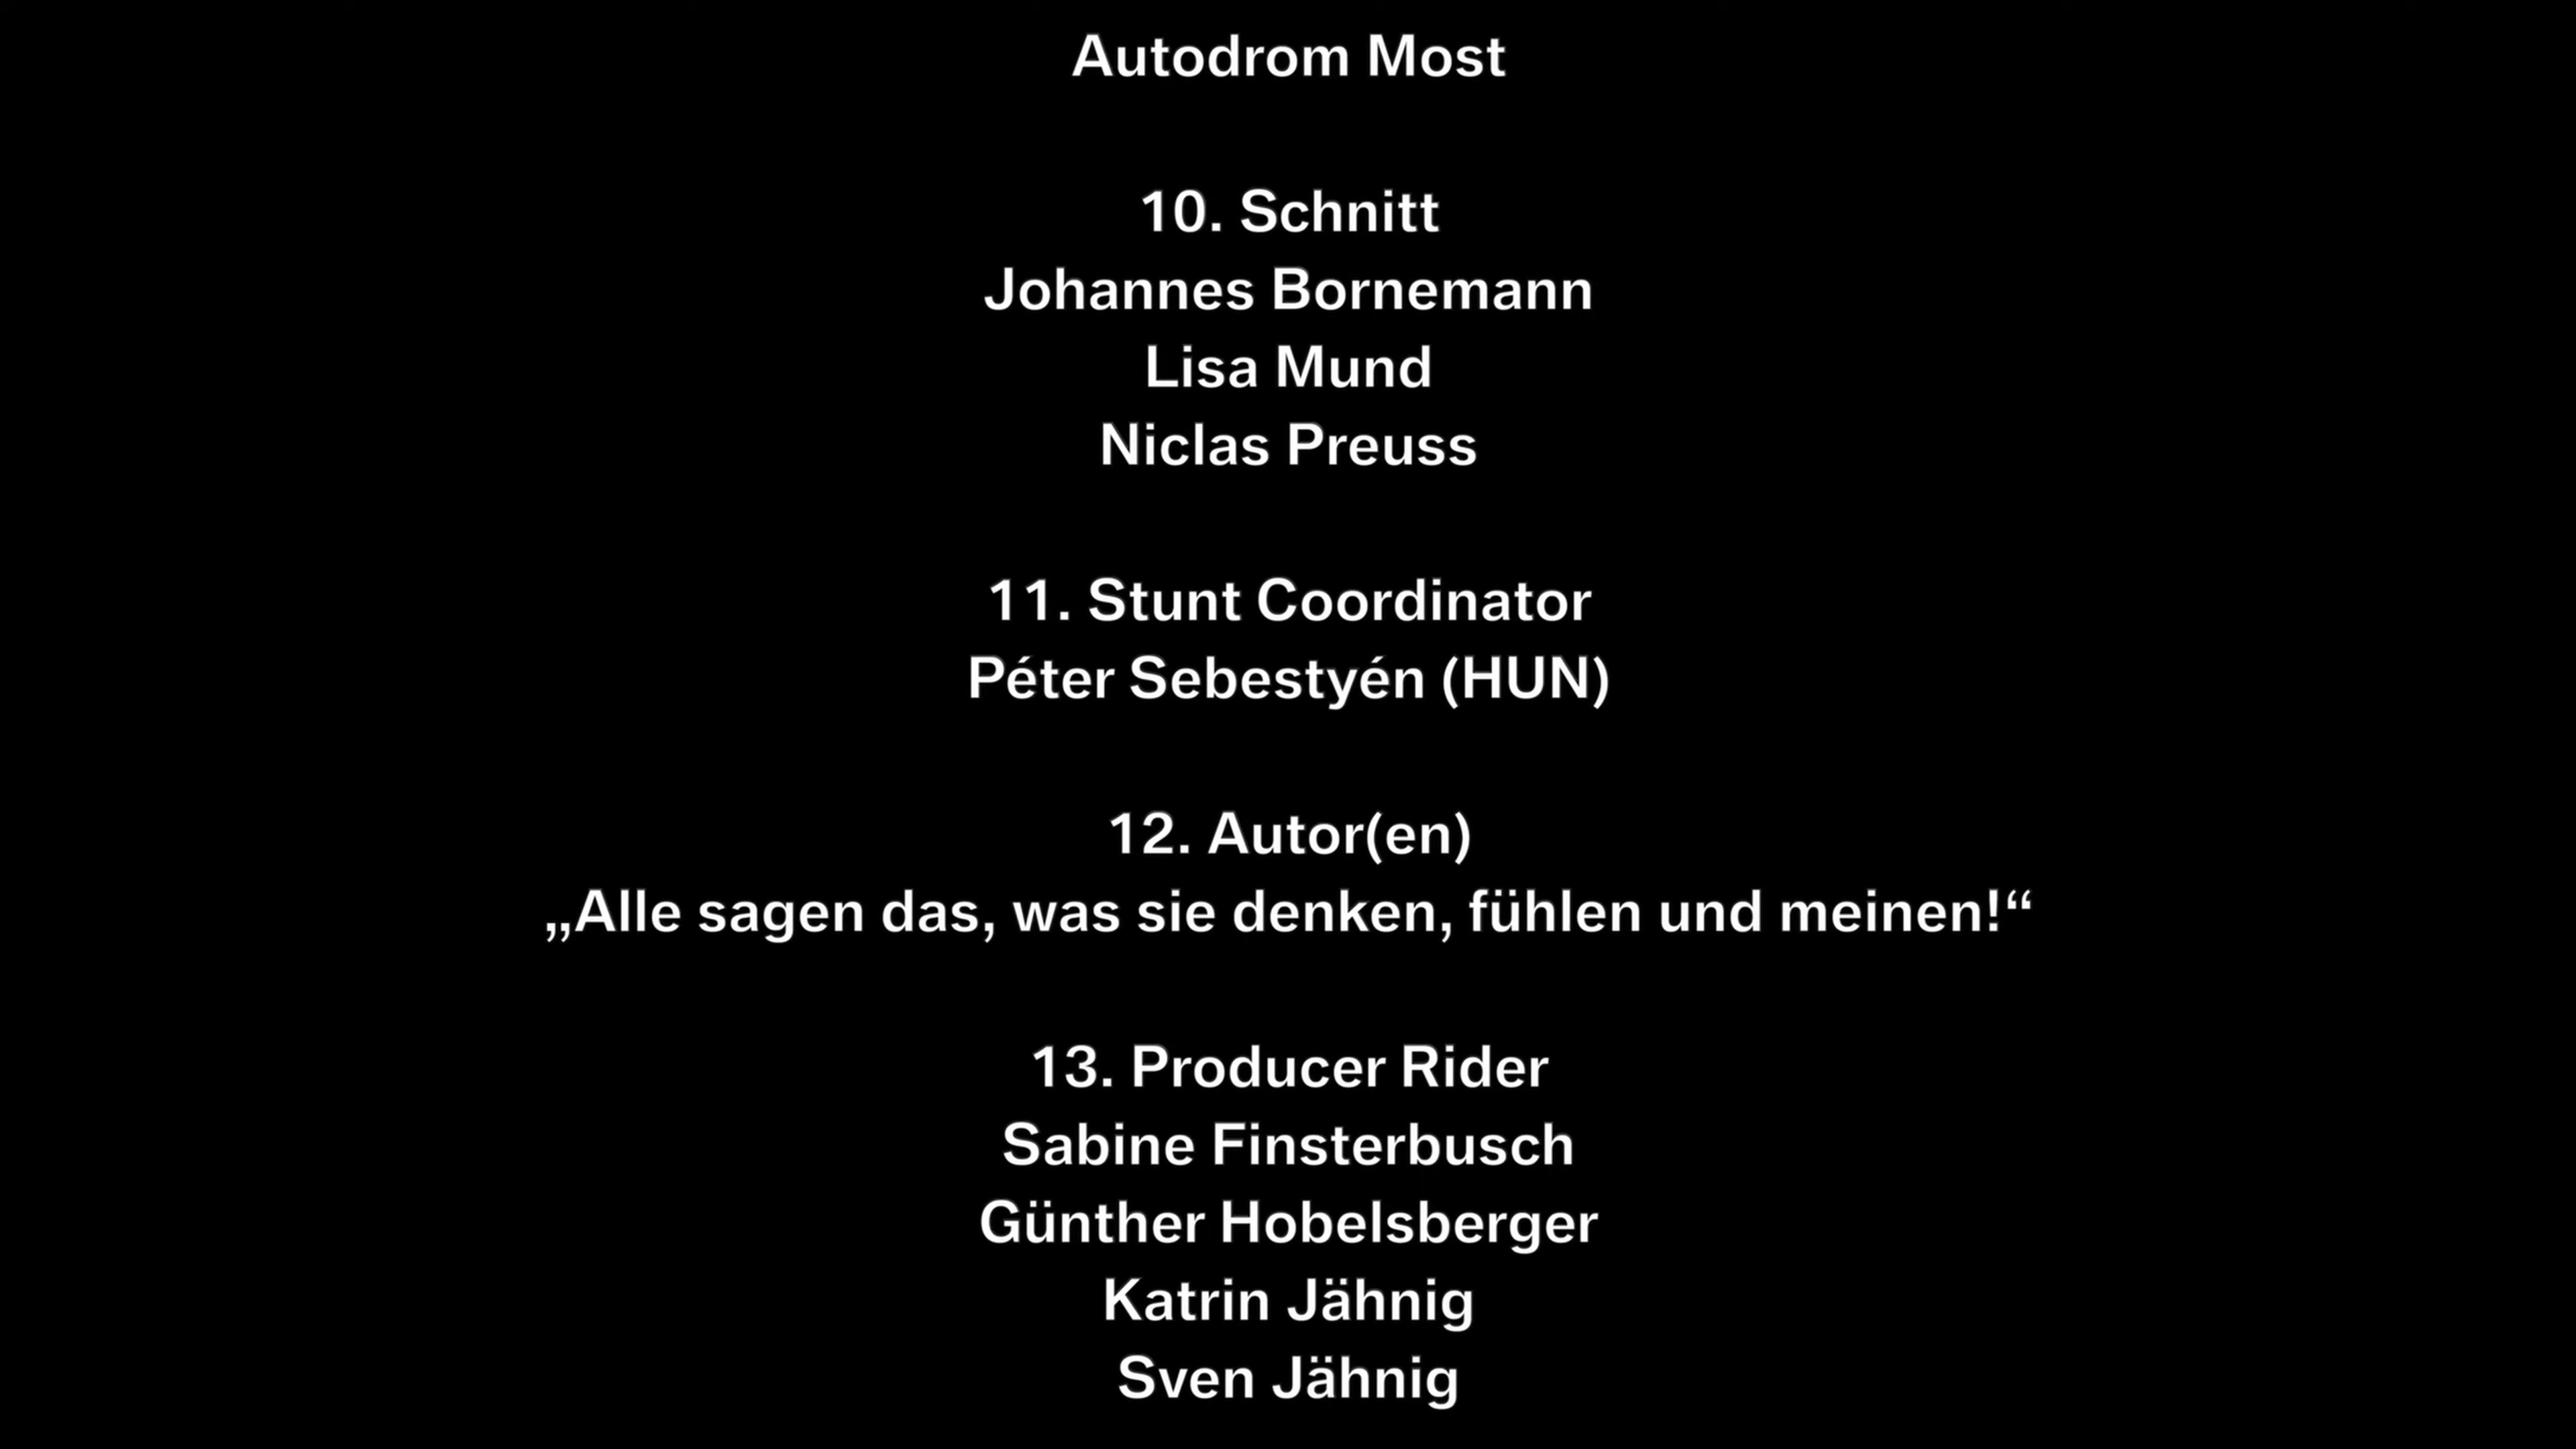 Autodrom Most
10. Schnitt
Johannes Bornemann
Lisa Mund
Niclas Preuss
11. Stunt Coordinator
Péter Sebestyén (HUN)
12. Autor(en)
„Alle sagen das, was sie denken, fühlen und meinen!“
13. Producer Rider
Sabine Finsterbusch
Günther Hobelsberger
Katrin Jähnig
Sven Jähnig